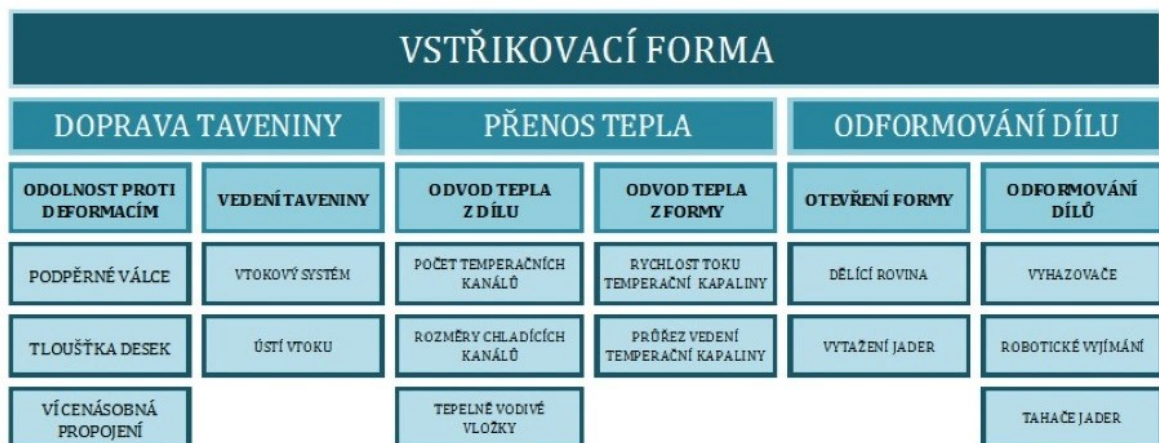 VSTŘIKOVACÍ FORMA
DOPRAVA TAVENINY
PŘENOS TEPLA
ODFORMOVÁNÍ DÍLU
ODOLNOST PROTI
DEFORMACÍM
VEDENÍ TAVENINY
ODVOD TEPLA
Z DÍLU
ODVOD TEPLA
Z FORMY
OTEVŘENÍ FORMY
ODFORMOVÁNÍ
DÍLŮ
PODPĚRNÉ VÁLCE
VTOKOVÝ SYSTÉM
POČET TEMPERAČNÍCH
KANÁLŮ
RYCHLOST TOKU
TEMPERAČNÍ KAPALINY
DĚLÍCÍ ROVINA
VYHAZOVAČE
TLOUŠŤKA DESEK
ÚSTÍ VTOKU
ROZMĚRY CHLADÍCÍCH
KANÁLŮ
PRŮŘEZ VEDENÍ
TEMPERAČNÍ KAPALINY
VYTAŽENÍ JADER
ROBOTICKÉ VYJÍMÁNÍ
VÍCENÁSOBNÁ
PROPOJENÍ
TEPELNĚ VODIVÉ
VLOŽKY
TAHAČE JADER